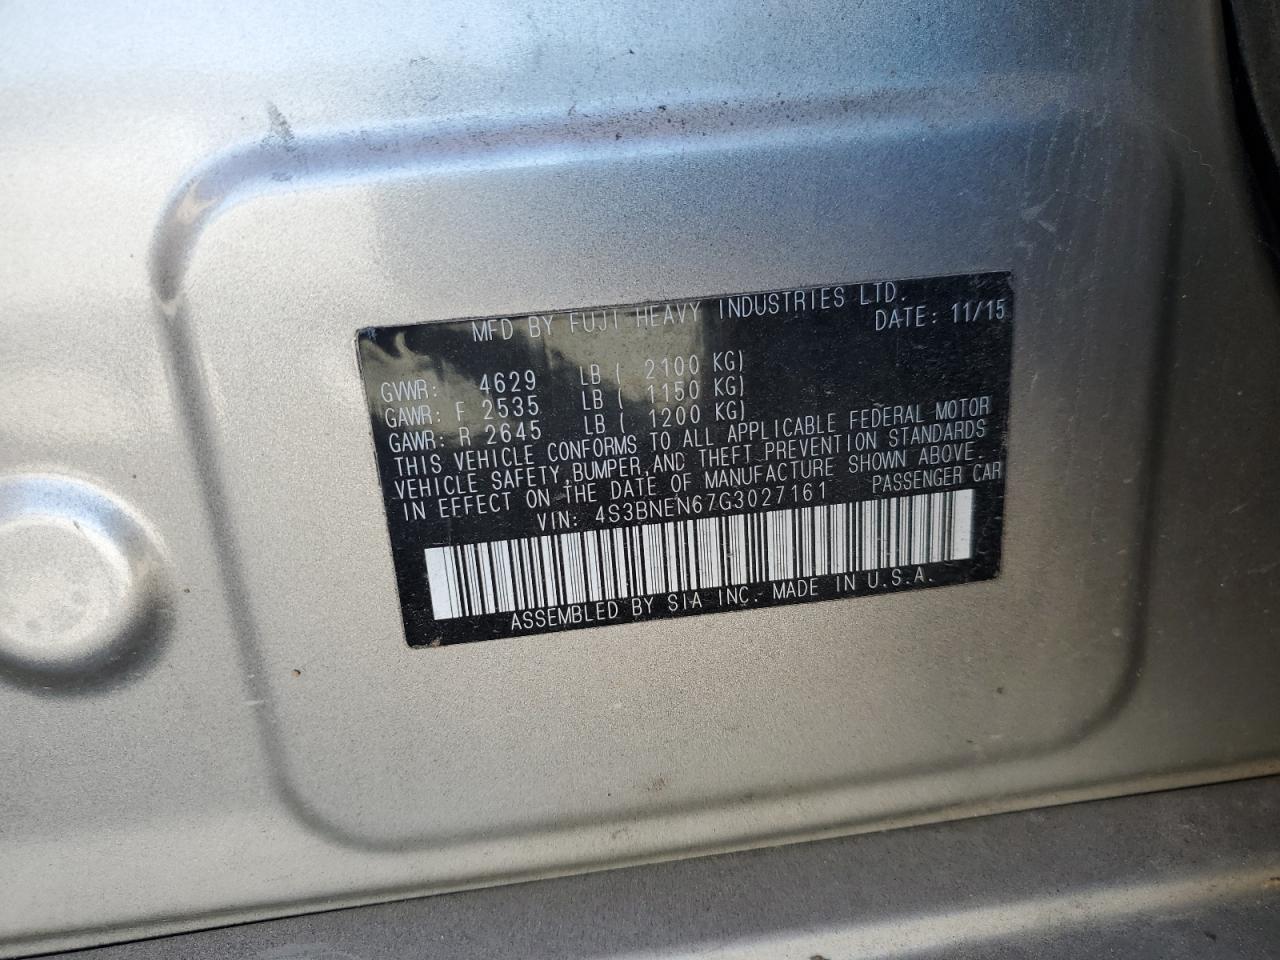 MFD BY FUJI HEAVY INDUSTRIES LTD.
DATE: 11/15
GVWR: 4629 LB ( 2100 KG)
GAWR: F 2535 LB ( 1150 KG)
GAWR: R 2645 LB ( 1200 KG)
THIS VEHICLE CONFORMS TO ALL APPLICABLE FEDERAL MOTOR
VEHICLE SAFETY, BUMPER, AND THEFT PREVENTION STANDARDS
IN EFFECT ON THE DATE OF MANUFACTURE SHOWN ABOVE.
VIN: 4S3BNEN67G3027161 PASSENGER CAR
ASSEMBLED BY SIA INC. MADE IN U.S.A.